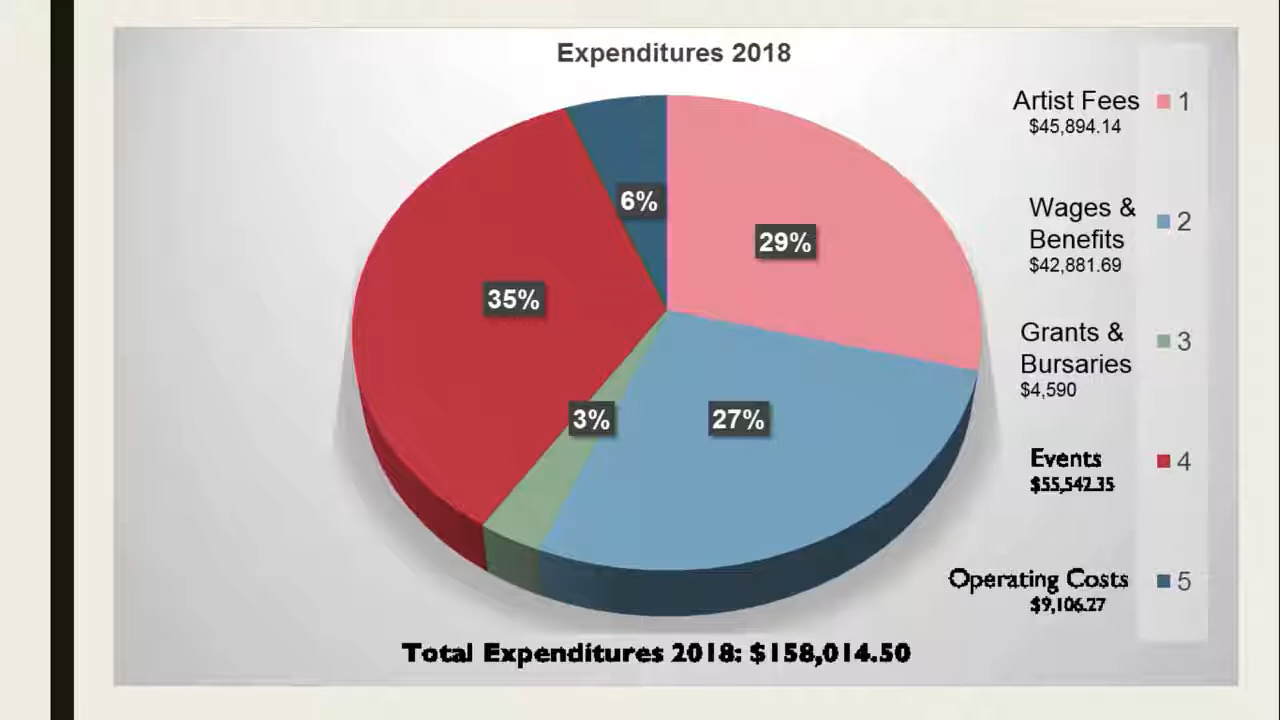 Expenditures 2018
Artist Fees
$45,894.14
1
Wages &
Benefits
$42,881.69
2
Grants &
Bursaries
$4,590
3
Events
$55,542.35
4
Operating Costs
$9,106.27
5
6%
29%
35%
3%
27%
Total Expenditures 2018: $158,014.50